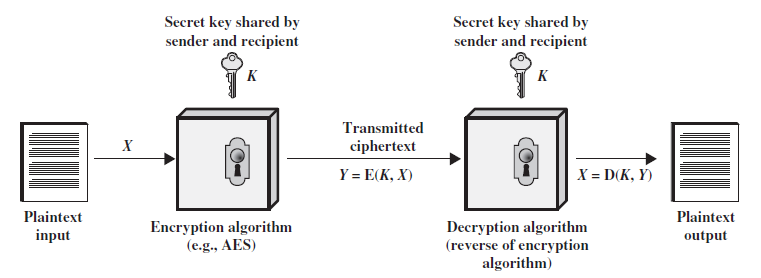 Secret key shared by
sender and recipient
K
Secret key shared by
sender and recipient
K
X
Transmitted
ciphertext
Y = E(K, X)
X = D(K, Y)
Plaintext
input
Encryption algorithm
(e.g., AES)
Decryption algorithm
(reverse of encryption
algorithm)
Plaintext
output